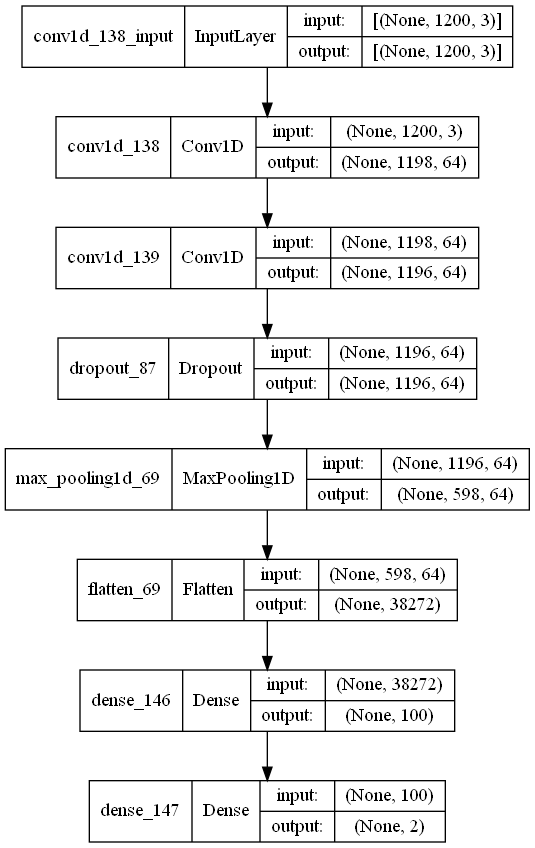 conv1d_138_input InputLayer input: [(None, 1200, 3)]
output: [(None, 1200, 3)]
conv1d_138 Conv1D input: (None, 1200, 3)
output: (None, 1198, 64)
conv1d_139 Conv1D input: (None, 1198, 64)
output: (None, 1196, 64)
dropout_87 Dropout input: (None, 1196, 64)
output: (None, 1196, 64)
max_pooling1d_69 MaxPooling1D input: (None, 1196, 64)
output: (None, 598, 64)
flatten_69 Flatten input: (None, 598, 64)
output: (None, 38272)
dense_146 Dense input: (None, 38272)
output: (None, 100)
dense_147 Dense input: (None, 100)
output: (None, 2)